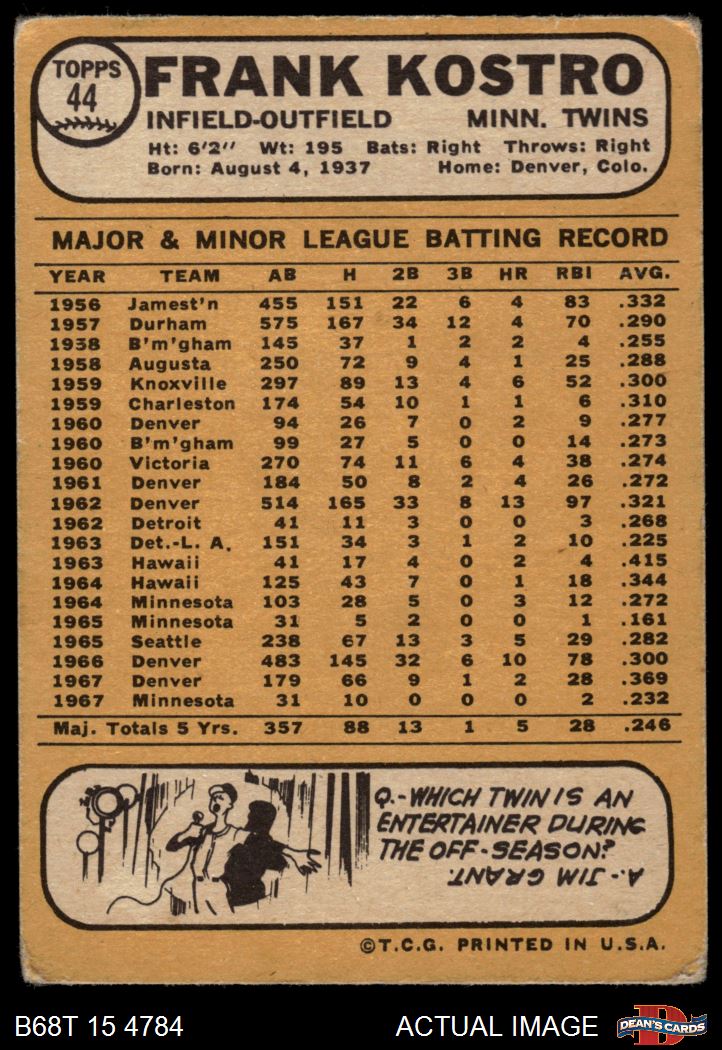 TOPPS
44
FRANK KOSTRO
INFIELD-OUTFIELD MINN. TWINS
Ht: 6'2" Wt: 195 Bats: Right Throws: Right
Born: August 4, 1937 Home: Denver, Colo.
MAJOR & MINOR LEAGUE BATTING RECORD
YEAR TEAM AB H 2B 3B HR RBI AVG.
1956 Jamest'n 455 151 22 6 4 83 .332
1957 Durham 575 167 34 12 4 70 .290
1958 B'm'gham 145 37 1 2 2 4 .255
1958 Augusta 250 72 9 4 1 25 .288
1959 Knoxville 297 89 13 4 6 52 .300
1959 Charleston 174 54 10 1 1 6 .310
1960 Denver 94 26 7 0 2 9 .277
1960 B'm'gham 99 27 5 0 0 14 .273
1960 Victoria 270 74 11 6 4 38 .274
1961 Denver 184 50 8 2 4 26 .272
1962 Denver 514 165 33 8 13 97 .321
1962 Detroit 41 11 3 0 0 3 .268
1963 Det.-L. A. 151 34 3 1 2 10 .225
1963 Hawaii 41 17 4 0 2 4 .415
1964 Hawaii 125 43 7 0 1 18 .344
1964 Minnesota 103 28 5 0 3 12 .272
1965 Minnesota 31 5 2 0 0 1 .161
1965 Seattle 238 67 13 3 5 29 .282
1966 Denver 483 145 32 6 10 78 .300
1967 Denver 179 66 9 1 2 28 .369
1967 Minnesota 31 10 0 0 0 2 .232
Maj. Totals 5 Yrs. 357 88 13 1 5 28 .246
Q.-WHICH TWIN IS AN
ENTERTAINER DURING
THE OFF-SEASON?
A.-JIM GRANT.
©T.C.G. PRINTED IN U.S.A.
B68T 15 4784 ACTUAL IMAGE DEAN'S CARDS